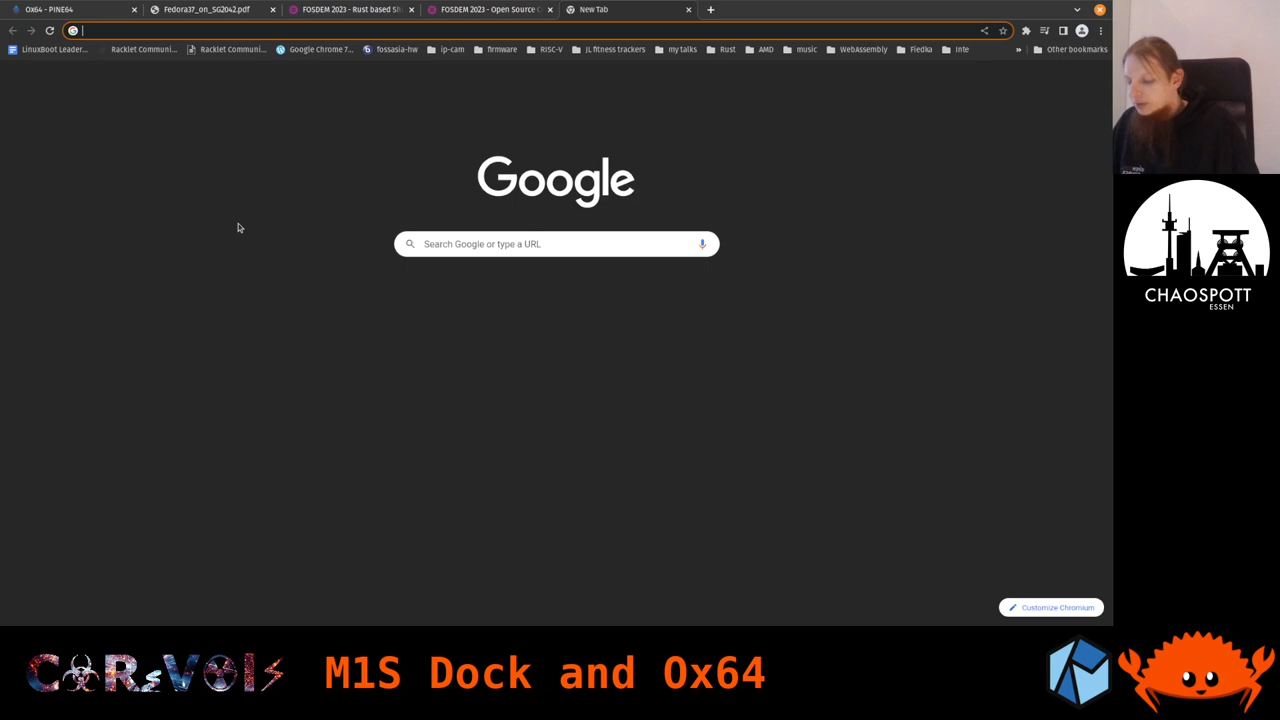 Ox64 - PINE64
Fedora37_on_SG2042.pdf
FOSDEM 2023 - Rust based Sh
FOSDEM 2023 - Open Source C
New Tab
LinuxBoot Leader...
Racklet Communi...
Racklet Communi...
Google Chrome 7...
fossasia-hw
ip-cam
firmware
RISC-V
JL fitness trackers
my talks
Rust
AMD
music
WebAssembly
Fiedka
Inte
»
Other bookmarks
Google
Search Google or type a URL
Customize Chromium
CHAOSPOTT
ESSEN
CoRsVoIs
M1S Dock and Ox64